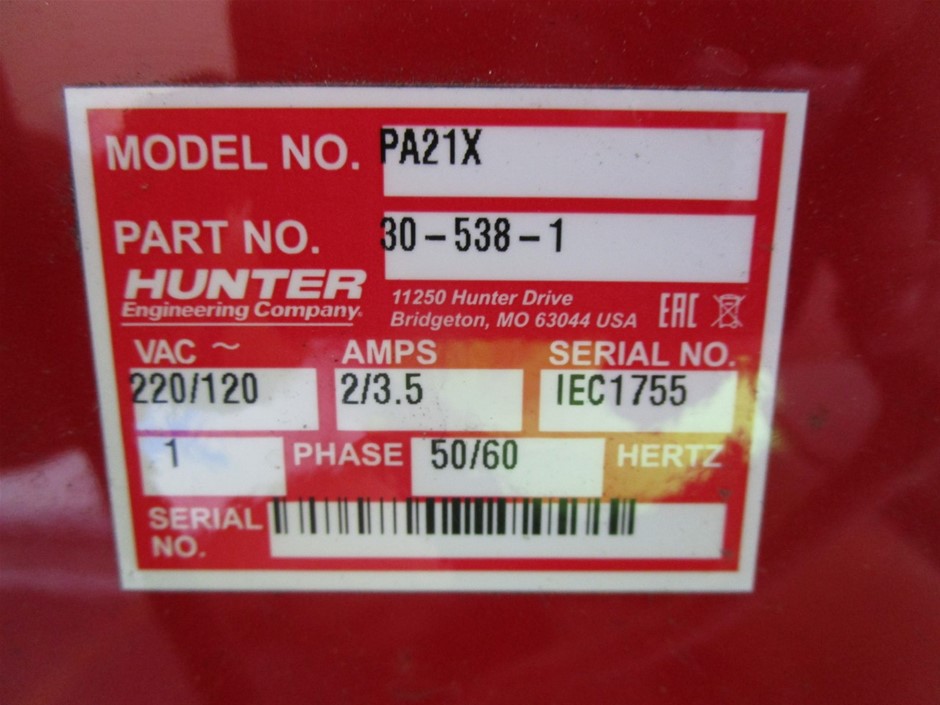 MODEL NO. PA21X
PART NO. 30-538-1
HUNTER
Engineering Company®
11250 Hunter Drive
Bridgeton, MO 63044 USA
EAC
VAC ~ AMPS SERIAL NO.
220/120 2/3.5 IEC1755
1 PHASE 50/60 HERTZ
SERIAL
NO.